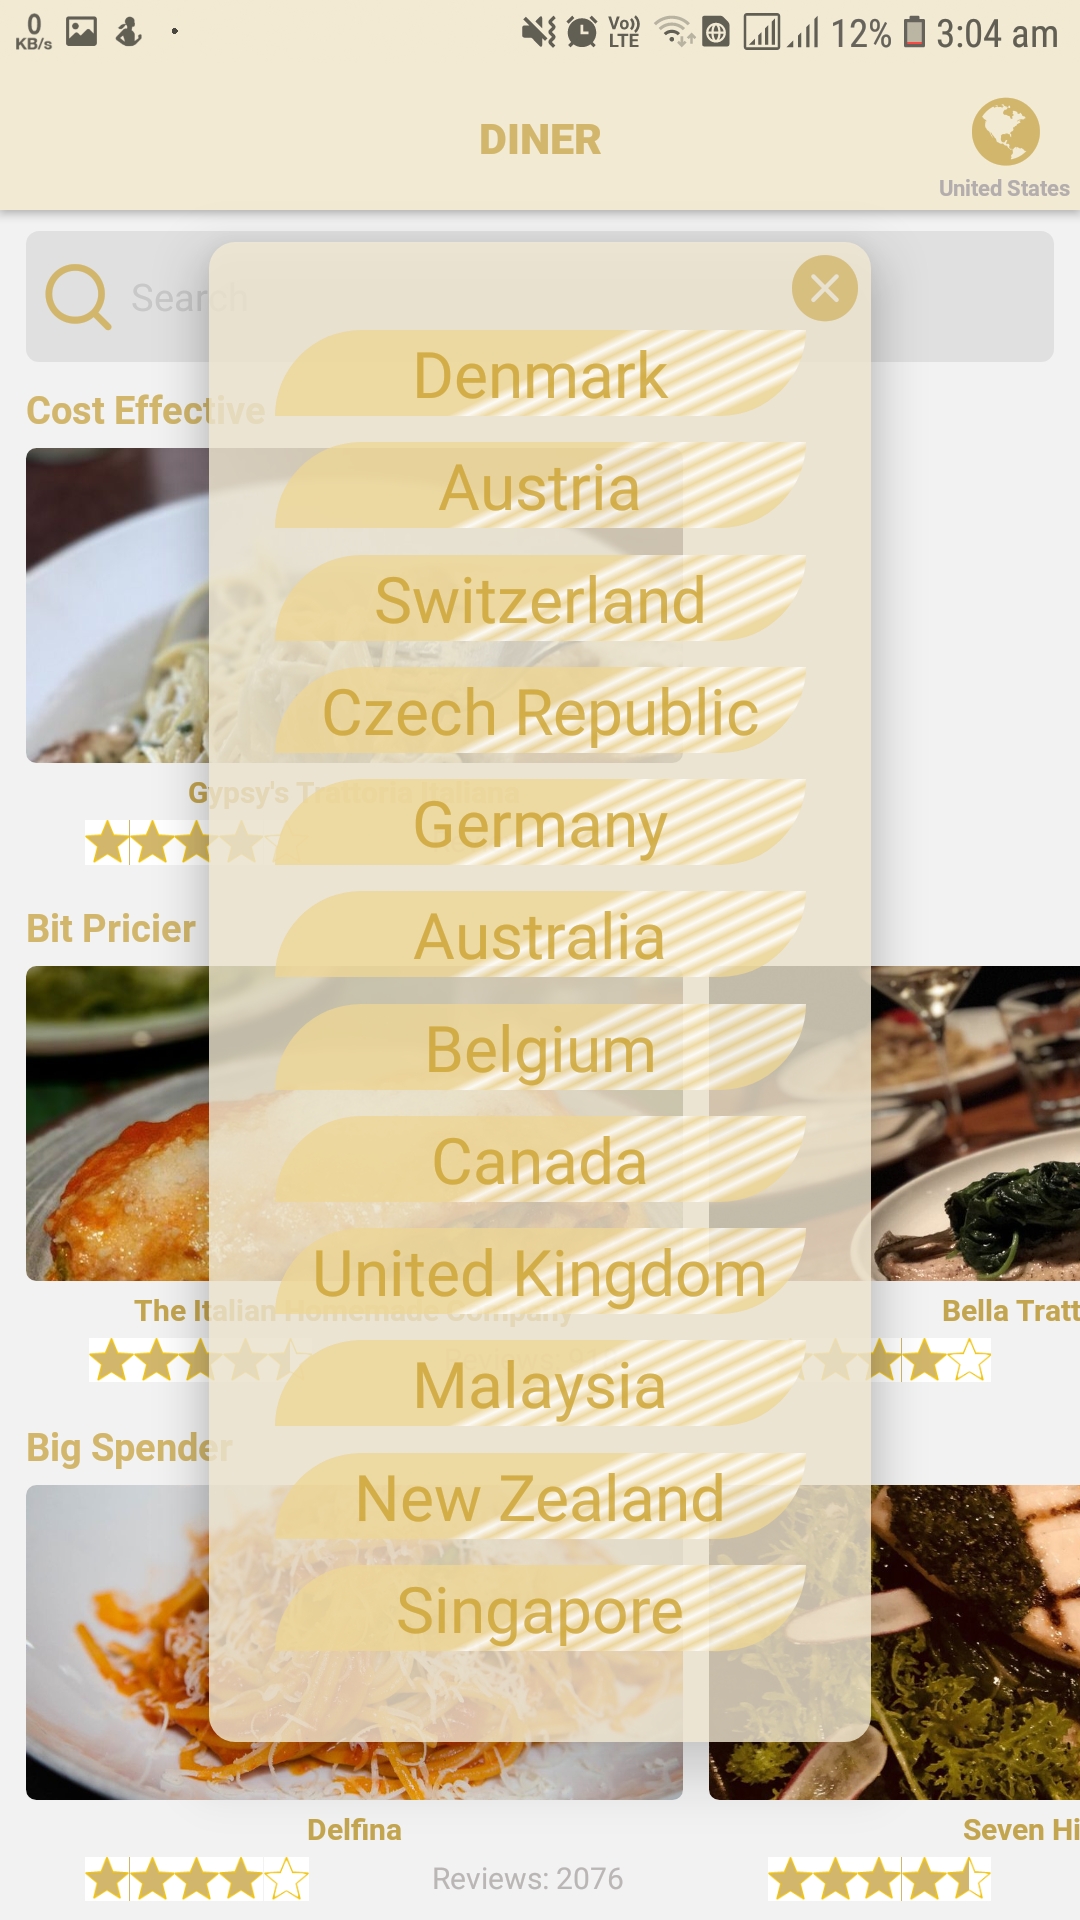 0
KB/s
Vo))
LTE
12%
3:04 am
DINER
United States
Search
Denmark
Cost Effective
Austria
Switzerland
Czech Republic
Gypsy's Trattoria Italiana
Germany
Bit Pricier
Australia
Belgium
Canada
United Kingdom
The Italian Homemade Company
Bella Tratt
Reviews:
Malaysia
Big Spender
New Zealand
Singapore
Delfina
Seven Hi
Reviews: 2076